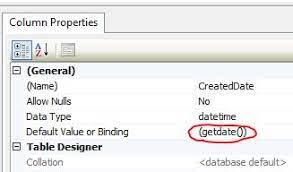 Column Properties
(General)
(Name) CreatedDate
Allow Nulls No
Data Type datetime
Default Value or Binding (getdate())
Table Designer
Collation <database default>